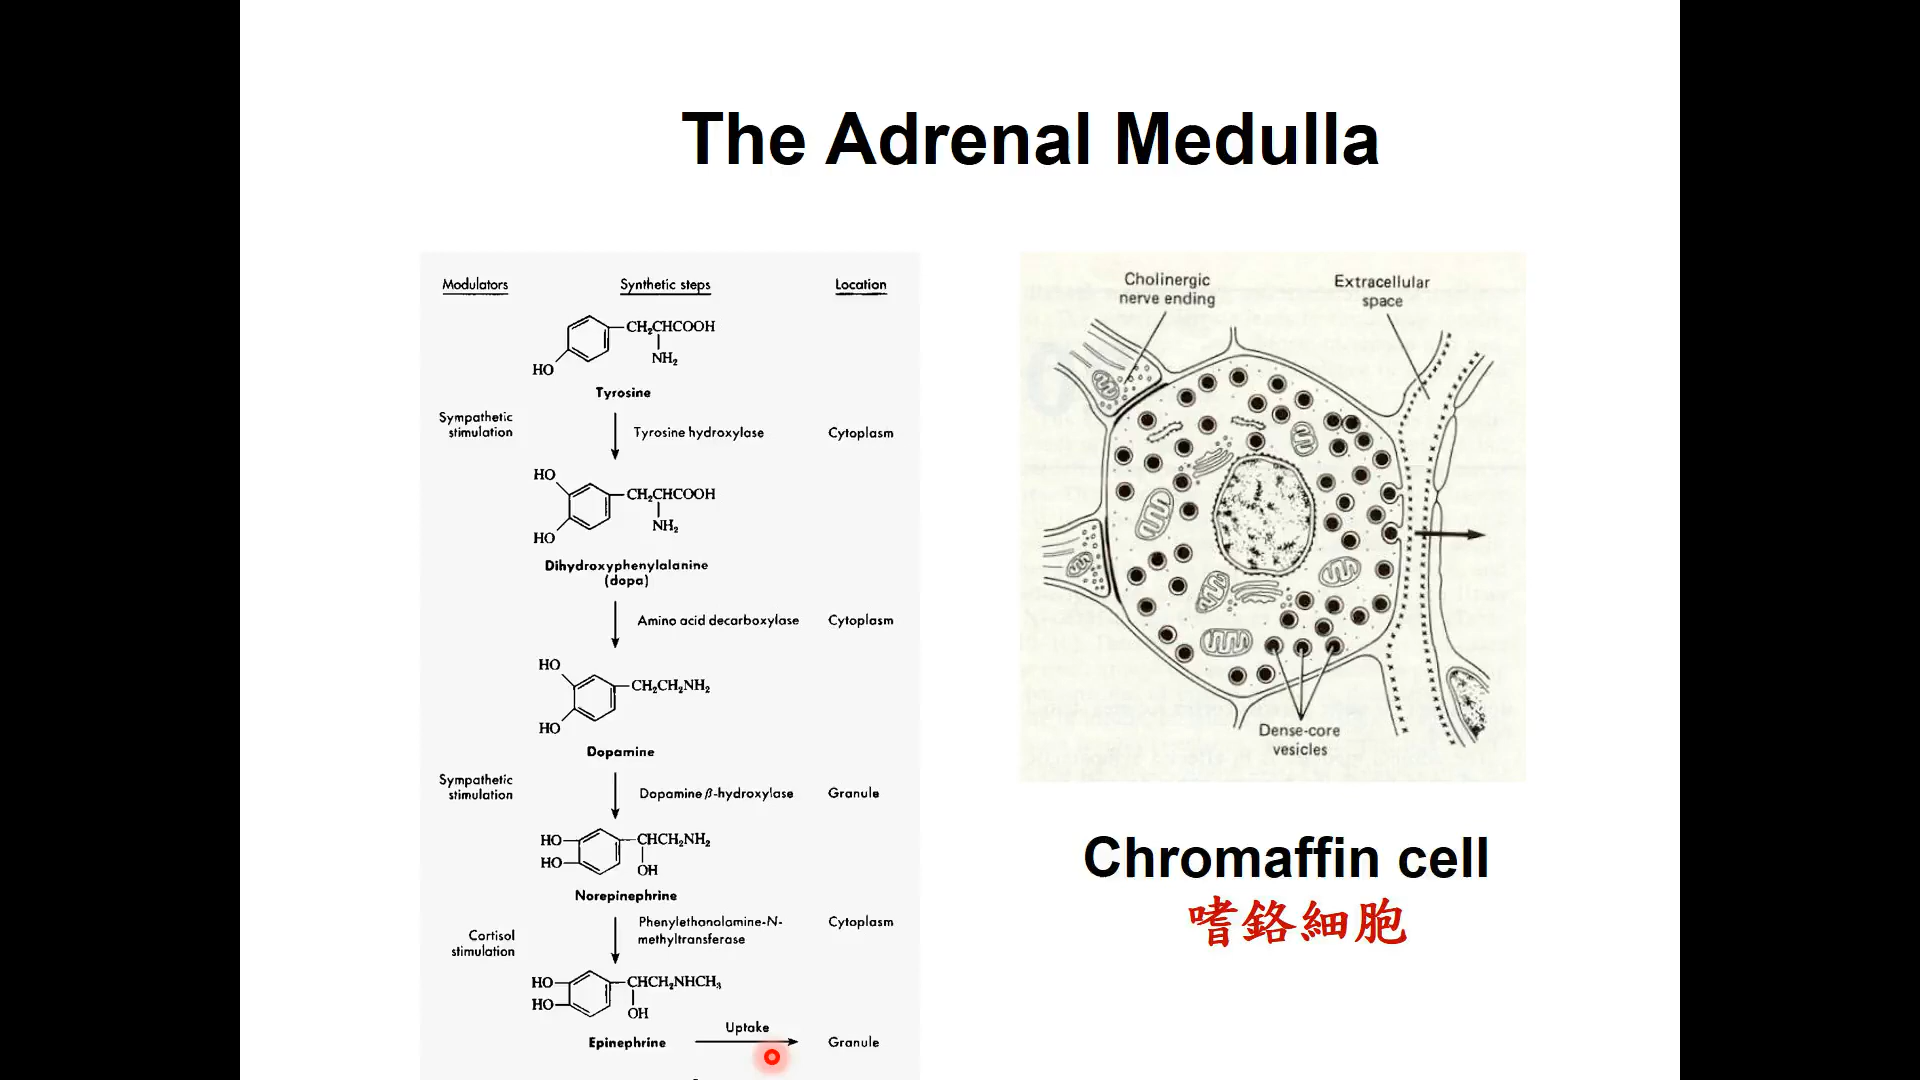 The Adrenal Medulla
Modulators Synthetic steps Location
CH₂CHCOOH
NH₂
HO
Tyrosine
Sympathetic
stimulation
Tyrosine hydroxylase
Cytoplasm
HO
CH₂CHCOOH
NH₂
HO
Dihydroxyphenylalanine
(dopa)
Amino acid decarboxylase
Cytoplasm
HO
CH₂CH₂NH₂
HO
Dopamine
Sympathetic
stimulation
Dopamine β-hydroxylase
Granule
HO
CHCH₂NH₂
HO
OH
Norepinephrine
Phenylethanolamine-N-
methyltransferase
Cytoplasm
Cortisol
stimulation
HO
CHCH₂NHCH₃
HO
OH
Uptake
Epinephrine
Granule
Cholinergic
nerve ending
Extracellular
space
Dense-core
vesicles
Chromaffin cell
嗜鉻細胞